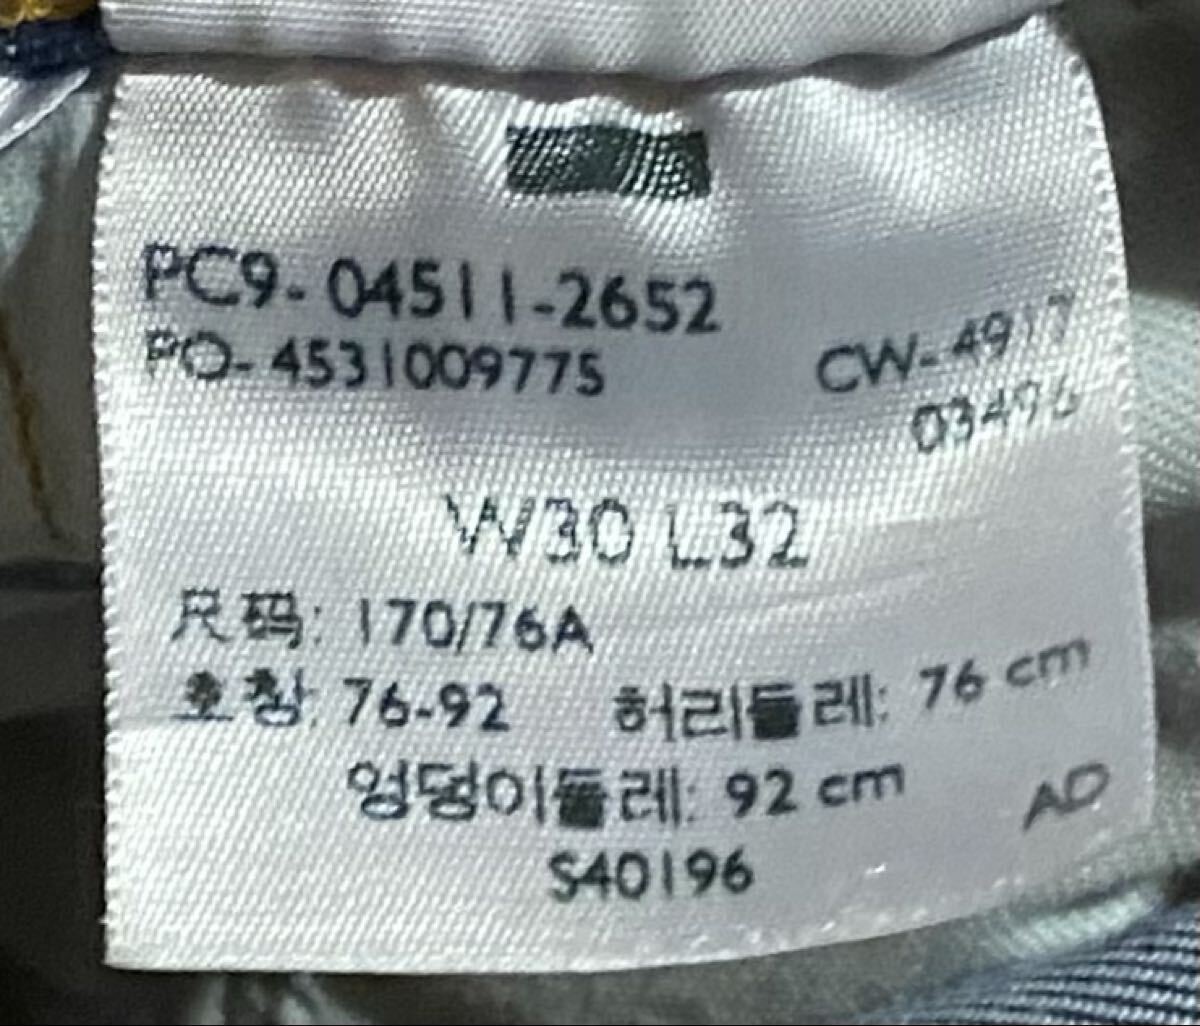 PC9-04511-2652
PO-4531009775
CW-4917
03496
W30 L32
尺码: 170/76A
호칭: 76-92 허리둘레: 76 cm
엉덩이둘레: 92 cm
AD
S40196